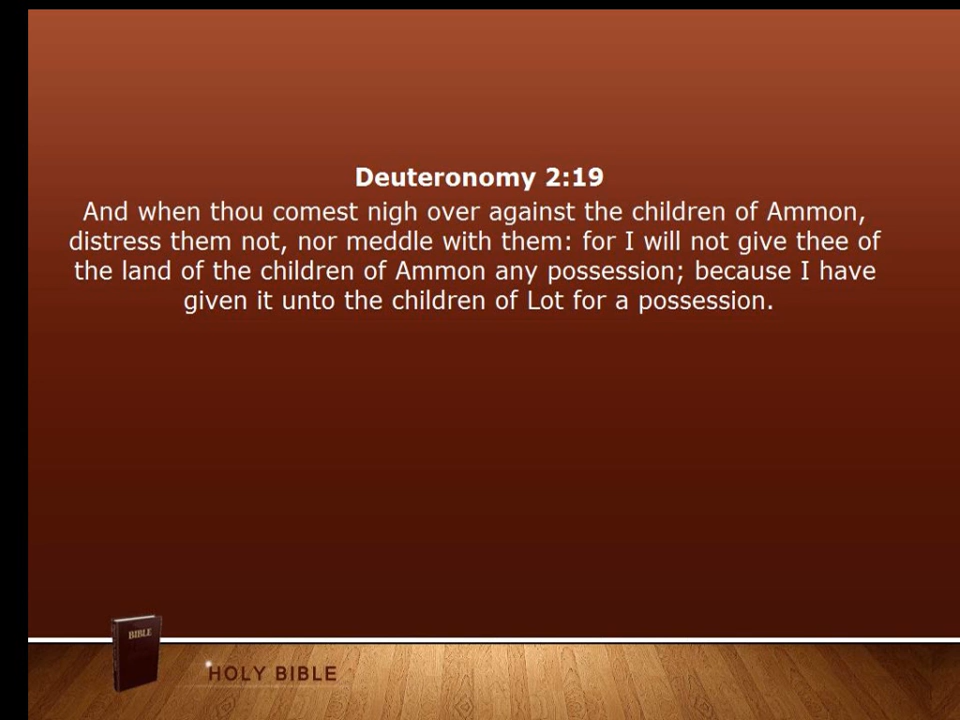 Deuteronomy 2:19
And when thou comest nigh over against the children of Ammon,
distress them not, nor meddle with them: for I will not give thee of
the land of the children of Ammon any possession; because I have
given it unto the children of Lot for a possession.
BIBLE
HOLY BIBLE